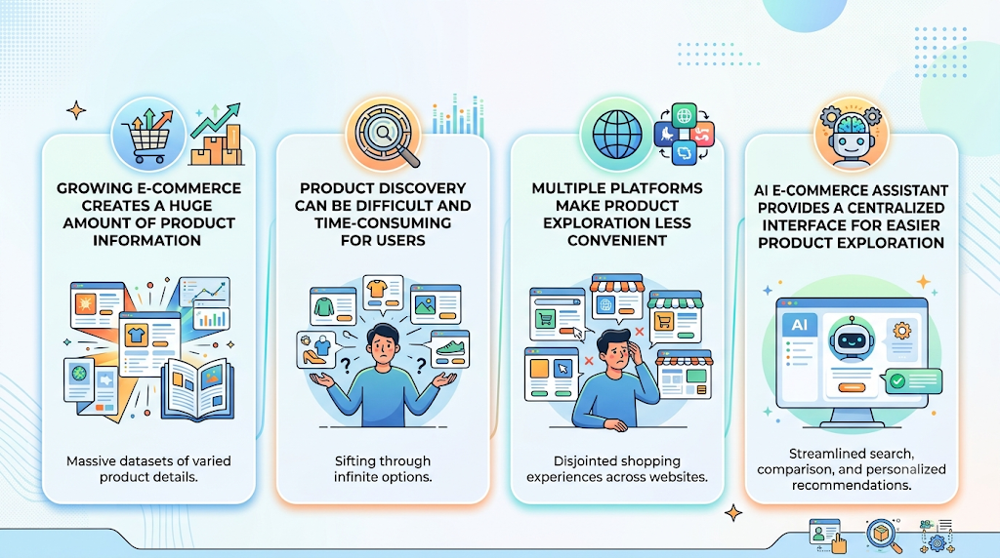 GROWING E-COMMERCE
CREATES A HUGE
AMOUNT OF PRODUCT
INFORMATION
Massive datasets of varied
product details.
PRODUCT DISCOVERY
CAN BE DIFFICULT AND
TIME-CONSUMING
FOR USERS
? ?
Sifting through
infinite options.
MULTIPLE PLATFORMS
MAKE PRODUCT
EXPLORATION LESS
CONVENIENT
Disjointed shopping
experiences across websites.
AI E-COMMERCE ASSISTANT
PROVIDES A CENTRALIZED
INTERFACE FOR EASIER
PRODUCT EXPLORATION
AI
Streamlined search,
comparison, and personalized
recommendations.